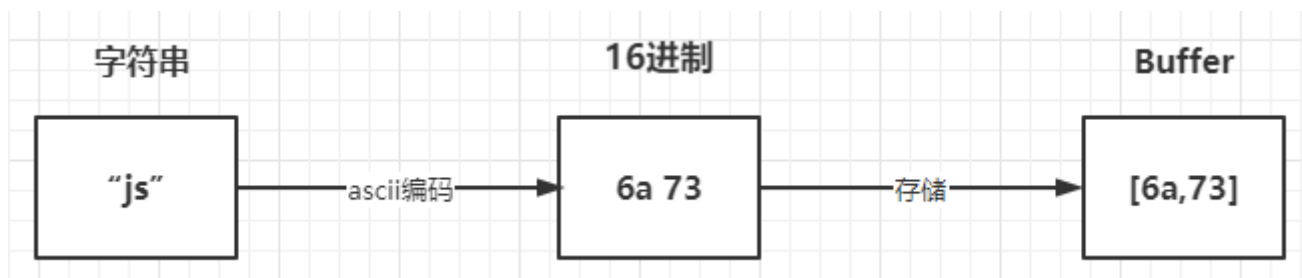 字符串
16进制
Buffer
“js”
ascii编码
6a 73
存储
[6a,73]